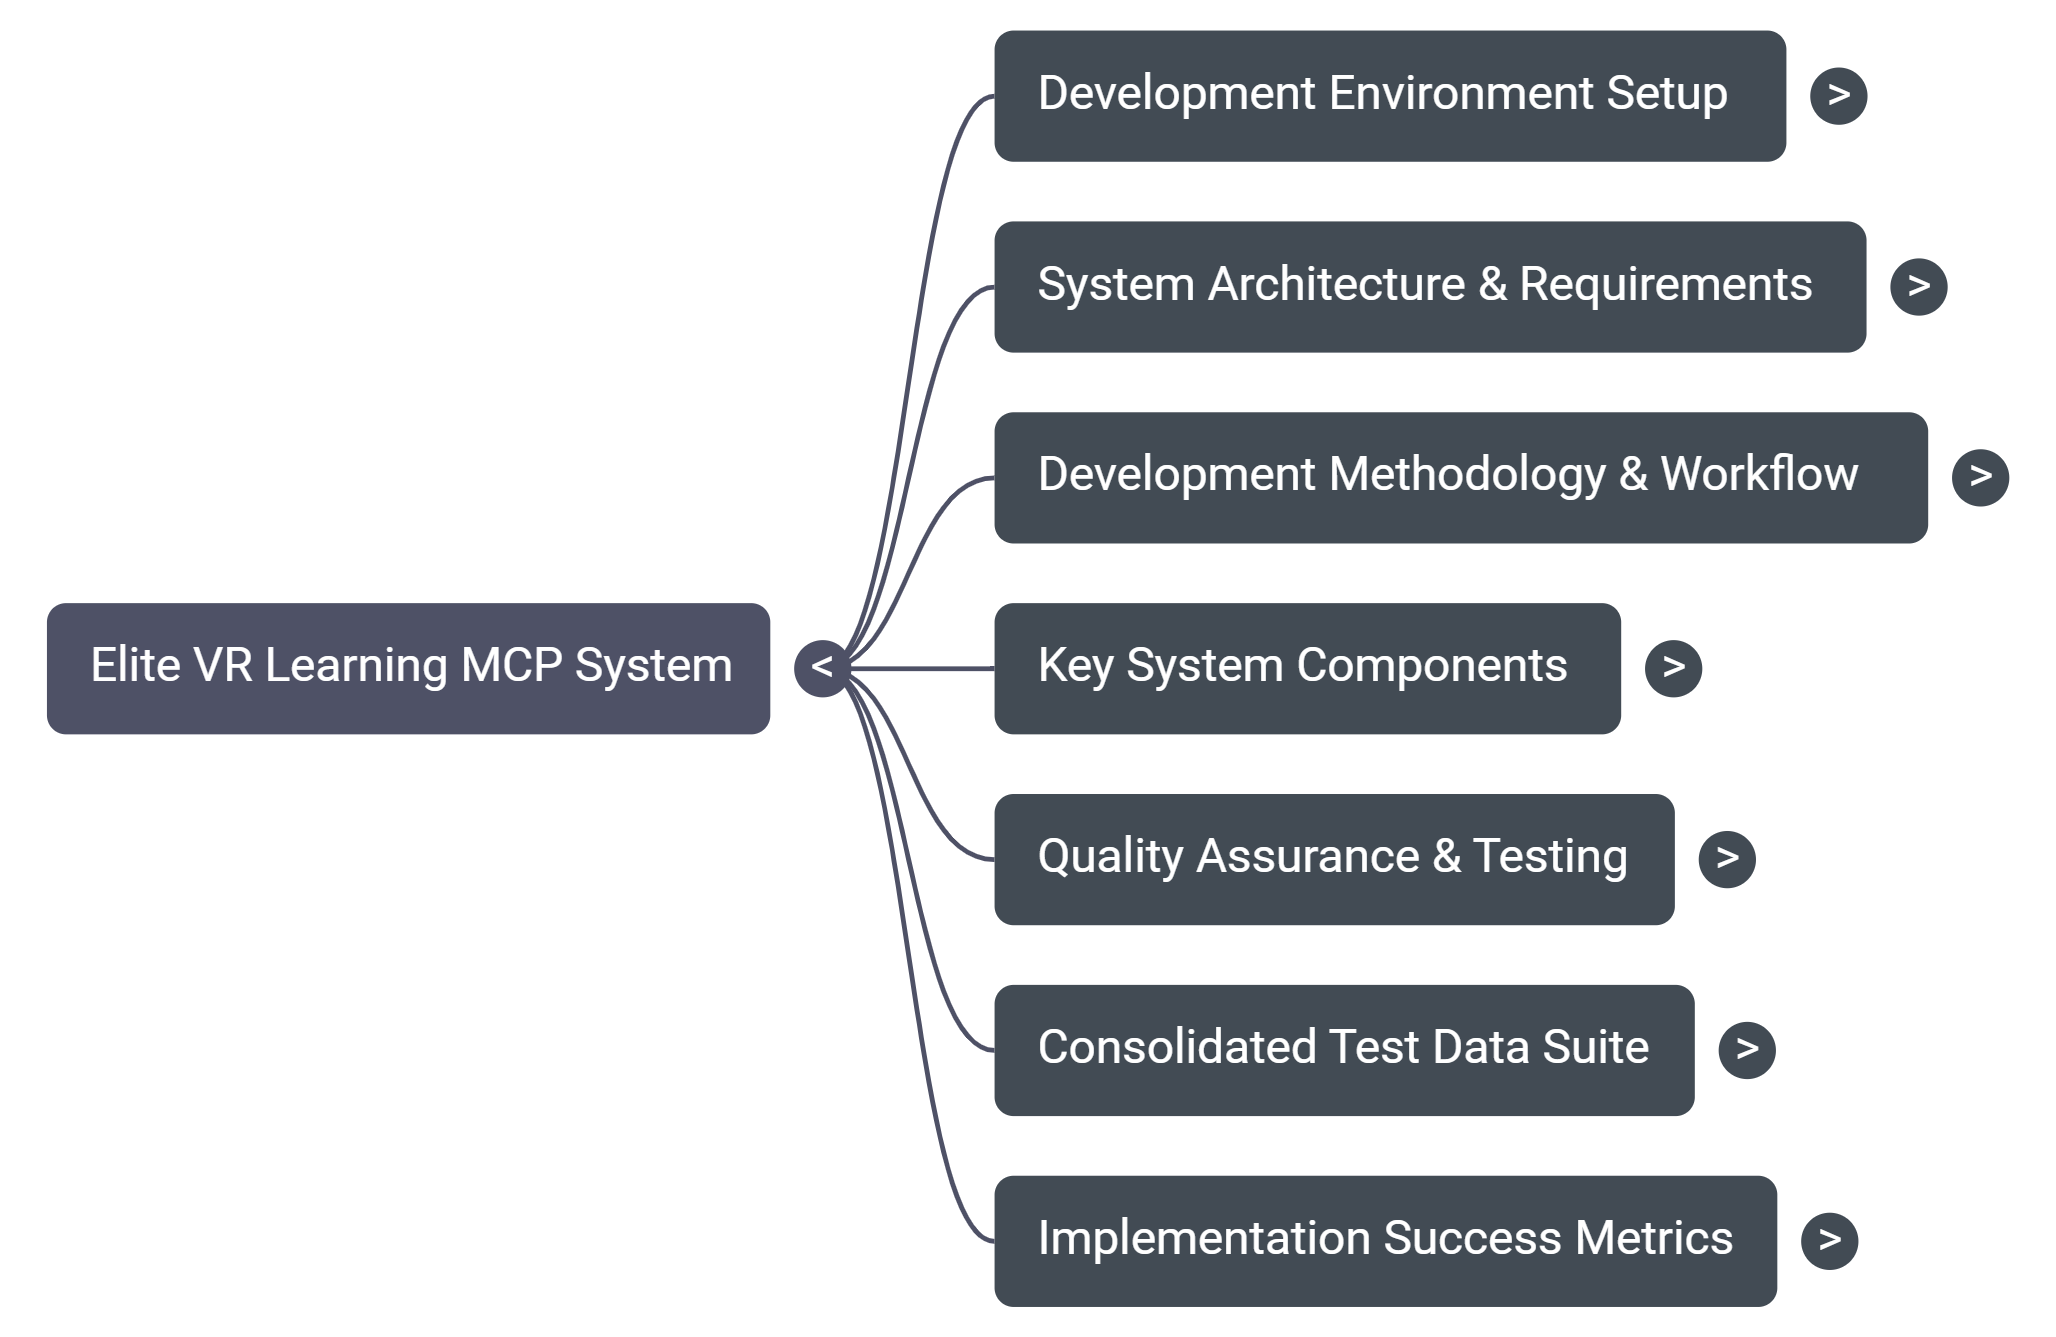 Development Environment Setup >
System Architecture & Requirements >
Development Methodology & Workflow >
Elite VR Learning MCP System < Key System Components >
Quality Assurance & Testing >
Consolidated Test Data Suite >
Implementation Success Metrics >